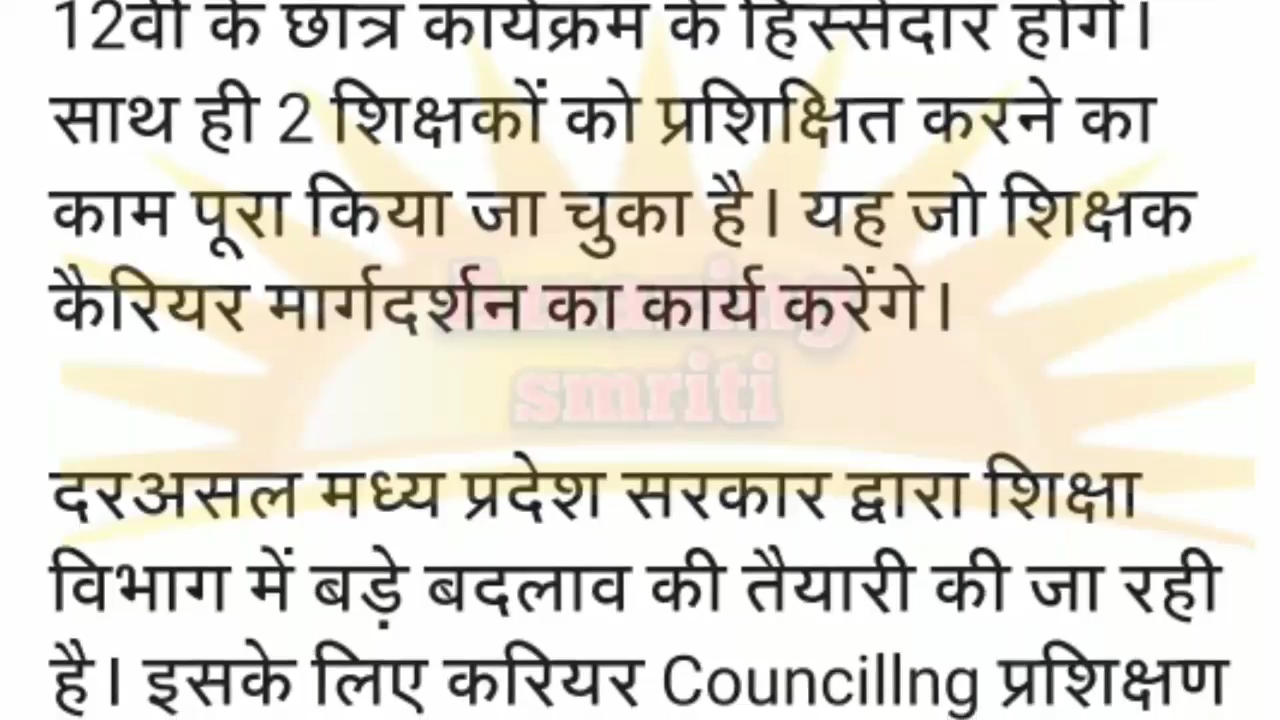 12वीं के छात्र कार्यक्रम के हिस्सेदार होंगे।
साथ ही 2 शिक्षकों को प्रशिक्षित करने का
काम पूरा किया जा चुका है। यह जो शिक्षक
कैरियर मार्गदर्शन का कार्य करेंगे।
smriti
दरअसल मध्य प्रदेश सरकार द्वारा शिक्षा
विभाग में बड़े बदलाव की तैयारी की जा रही
है। इसके लिए करियर Councillng प्रशिक्षण